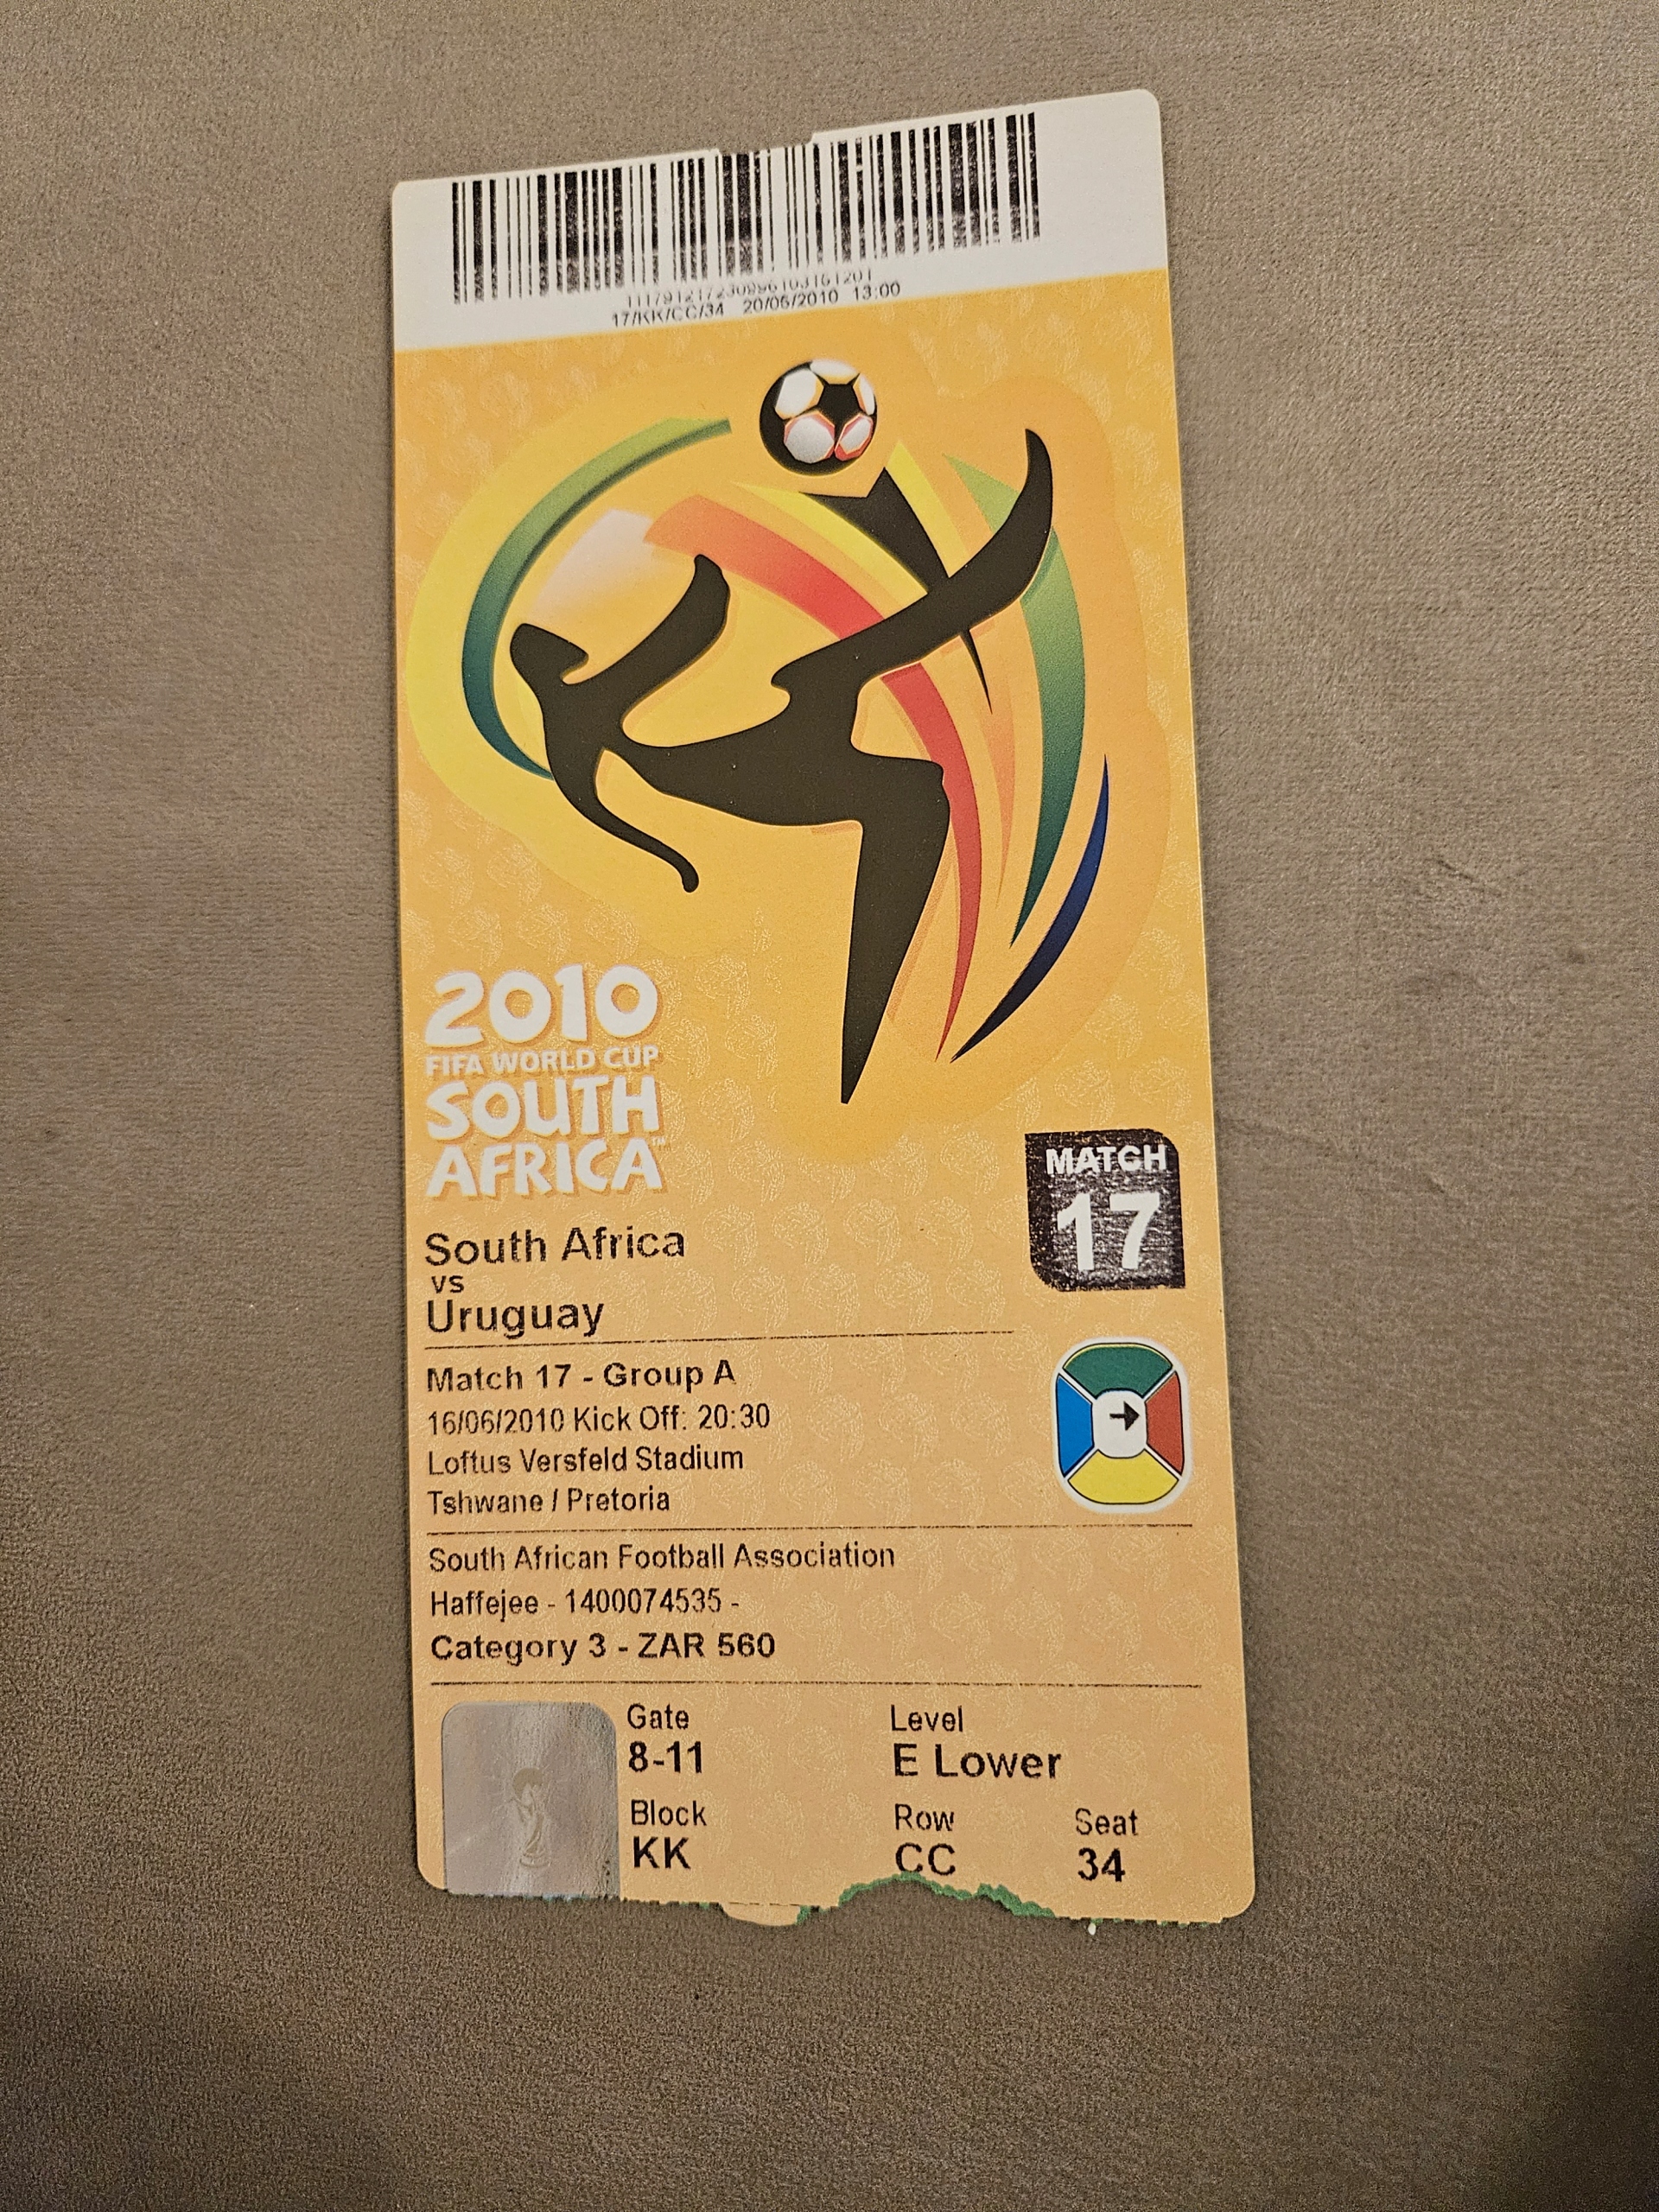 17/KK/CC/34 20/06/2010 13:00
2010
FIFA WORLD CUP
SOUTH
AFRICA™
MATCH
17
South Africa
vs
Uruguay
Match 17 - Group A
16/06/2010 Kick Off: 20:30
Loftus Versfeld Stadium
Tshwane / Pretoria
South African Football Association
Haffejee - 1400074535 -
Category 3 - ZAR 560
Gate
8-11
Level
E Lower
Block
KK
Row
CC
Seat
34